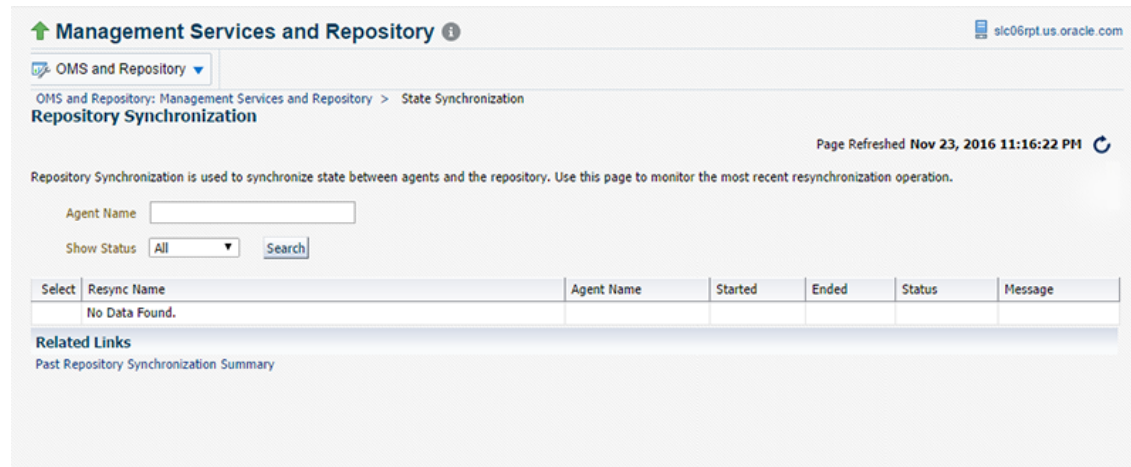 Management Services and Repository
slc06rpt.us.oracle.com
OMS and Repository
OMS and Repository: Management Services and Repository > State Synchronization
Repository Synchronization
Page Refreshed Nov 23, 2016 11:16:22 PM
Repository Synchronization is used to synchronize state between agents and the repository. Use this page to monitor the most recent resynchronization operation.
Agent Name
Show Status All Search
Select Resync Name Agent Name Started Ended Status Message
No Data Found.
Related Links
Past Repository Synchronization Summary